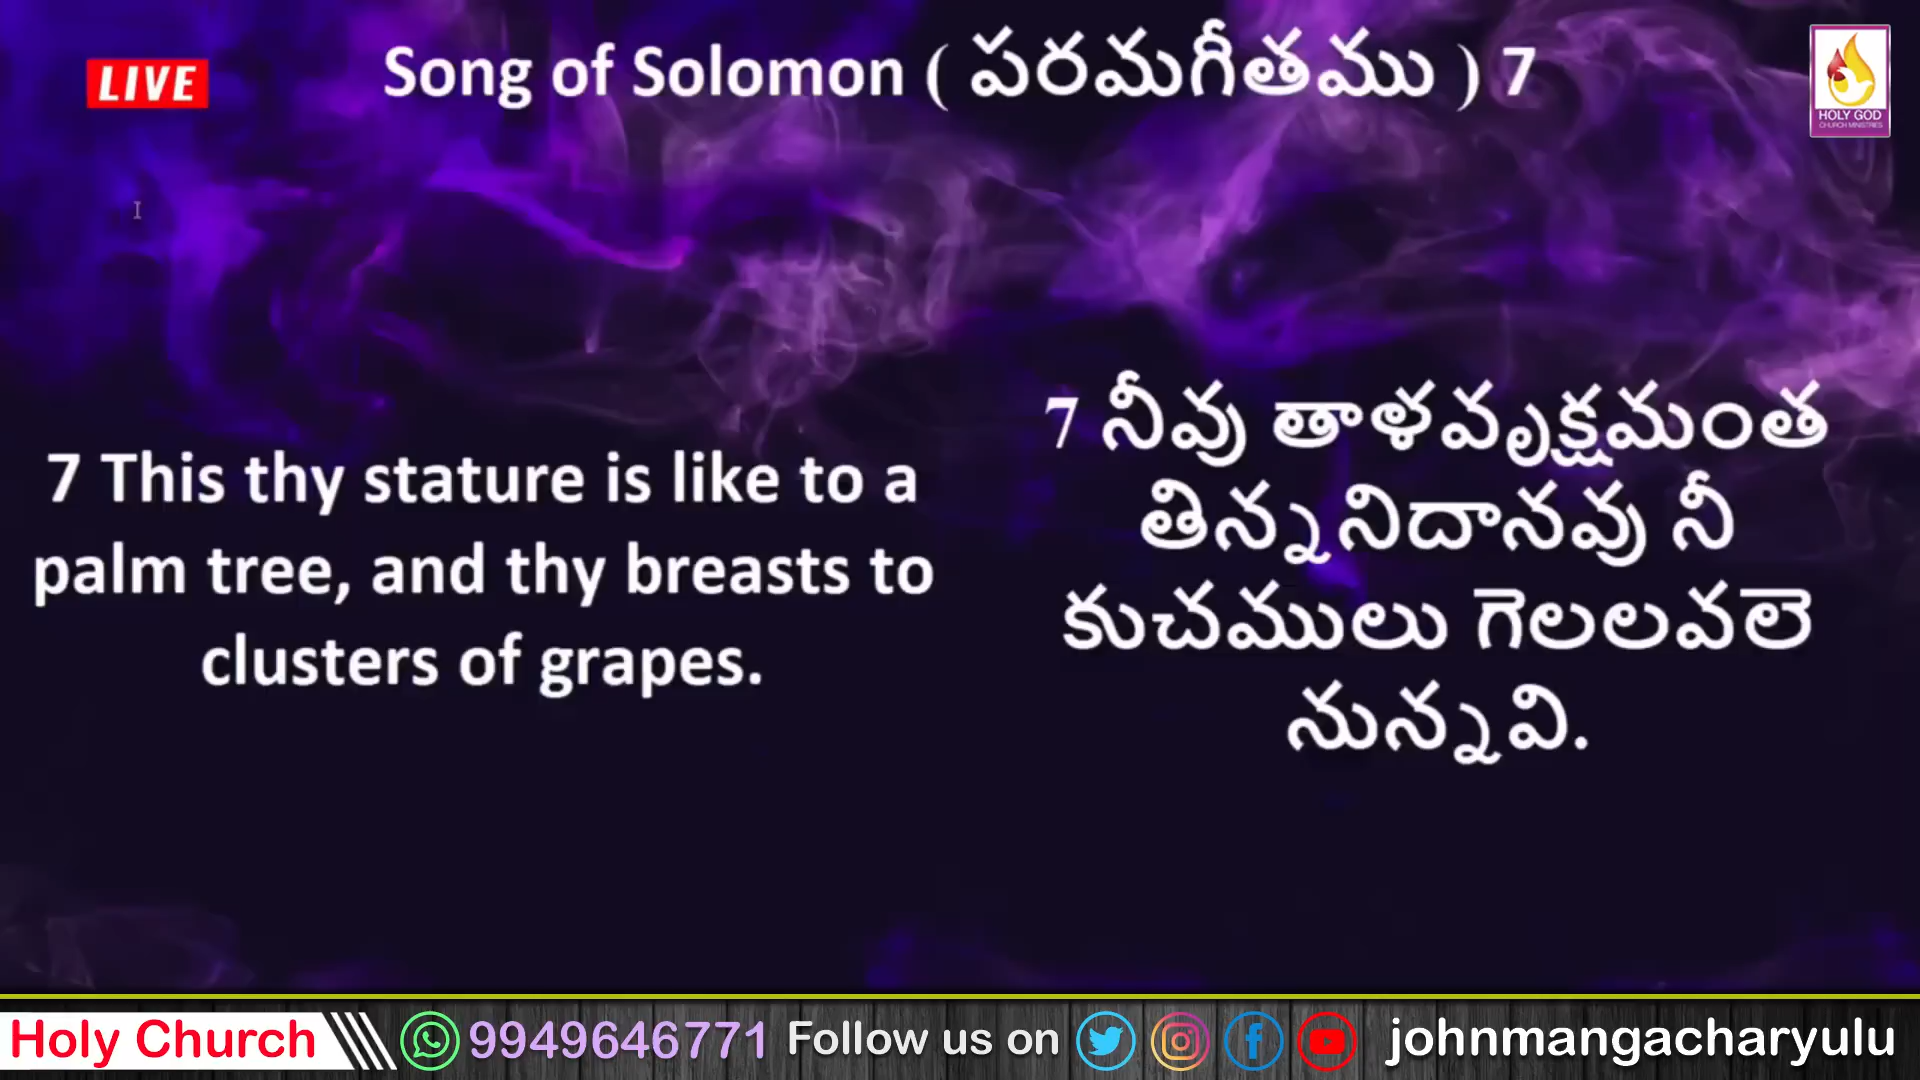 LIVE
Song of Solomon ( పరమగీతము ) 7
HOLY GOD
CHURCH MINISTRIES
7 This thy stature is like to a
palm tree, and thy breasts to
clusters of grapes.
7 నీవు తాళవృక్షమంత
తిన్ననిదానవు నీ
కుచములు గెలలవలె
నున్నవి.
Holy Church 9949646771 Follow us on johnmangacharyulu